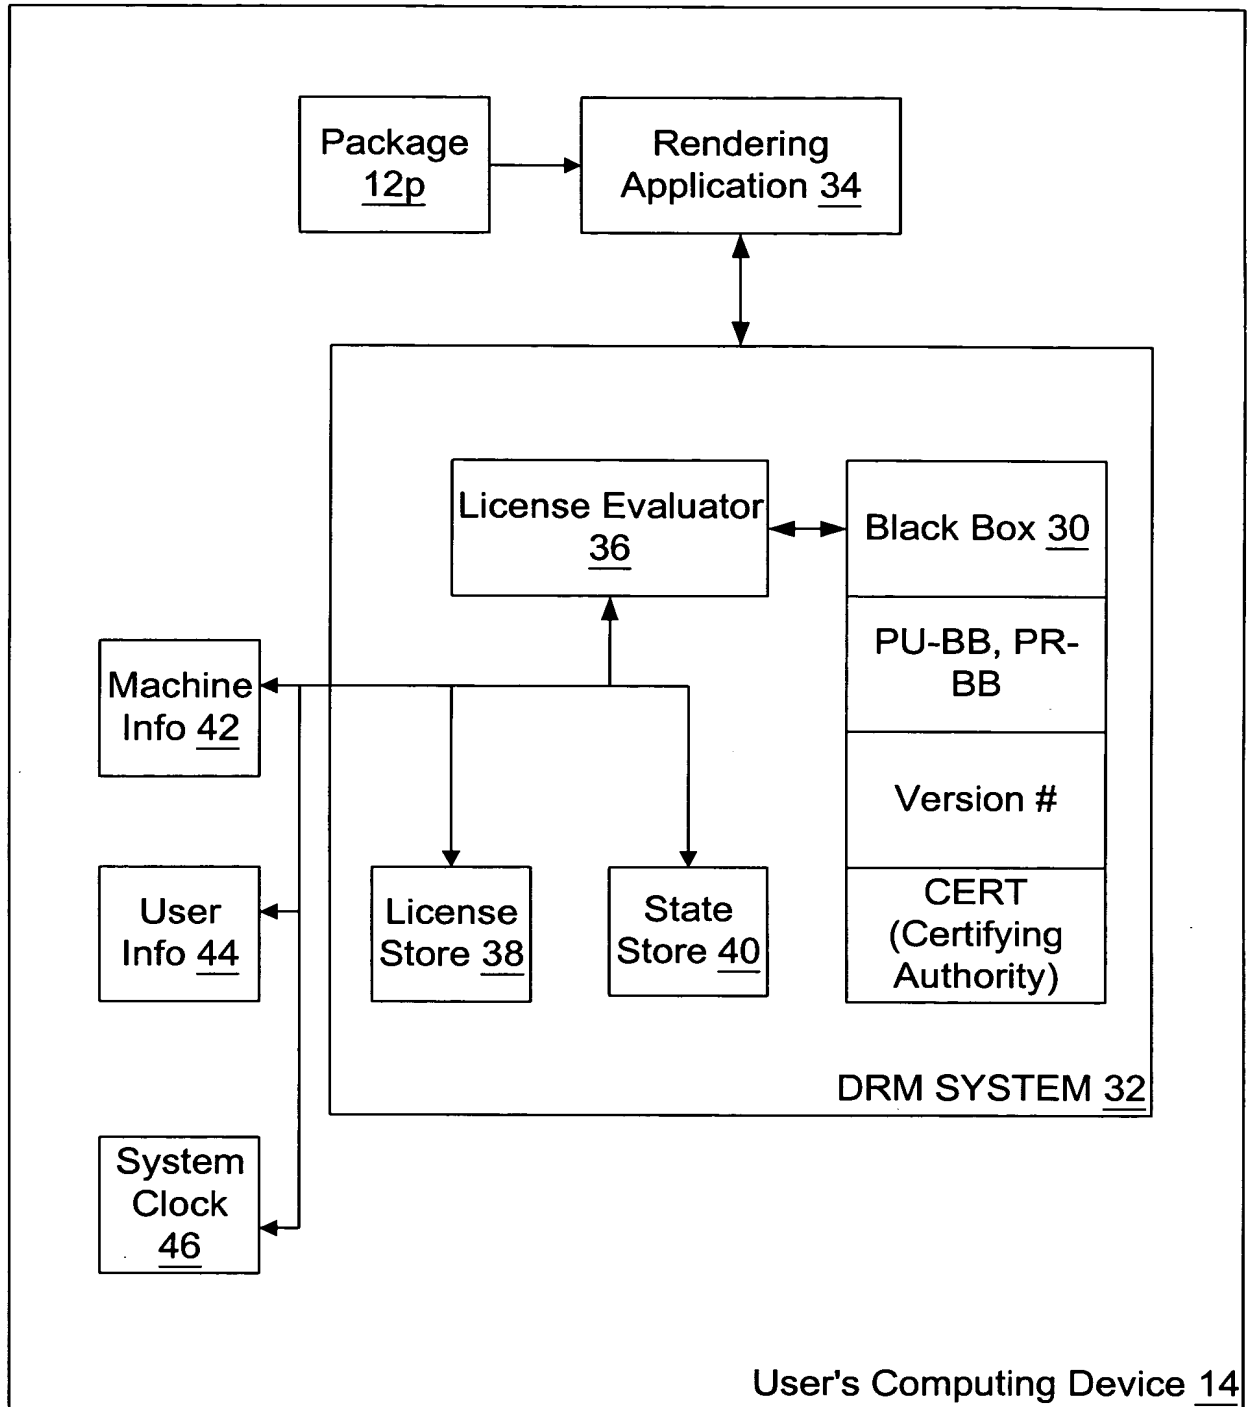 Package
12p
Rendering
Application 34
License Evaluator
36
Black Box 30
PU-BB, PR-
BB
Version #
CERT
(Certifying
Authority)
Machine
Info 42
User
Info 44
License
Store 38
State
Store 40
DRM SYSTEM 32
System
Clock
46
User's Computing Device 14